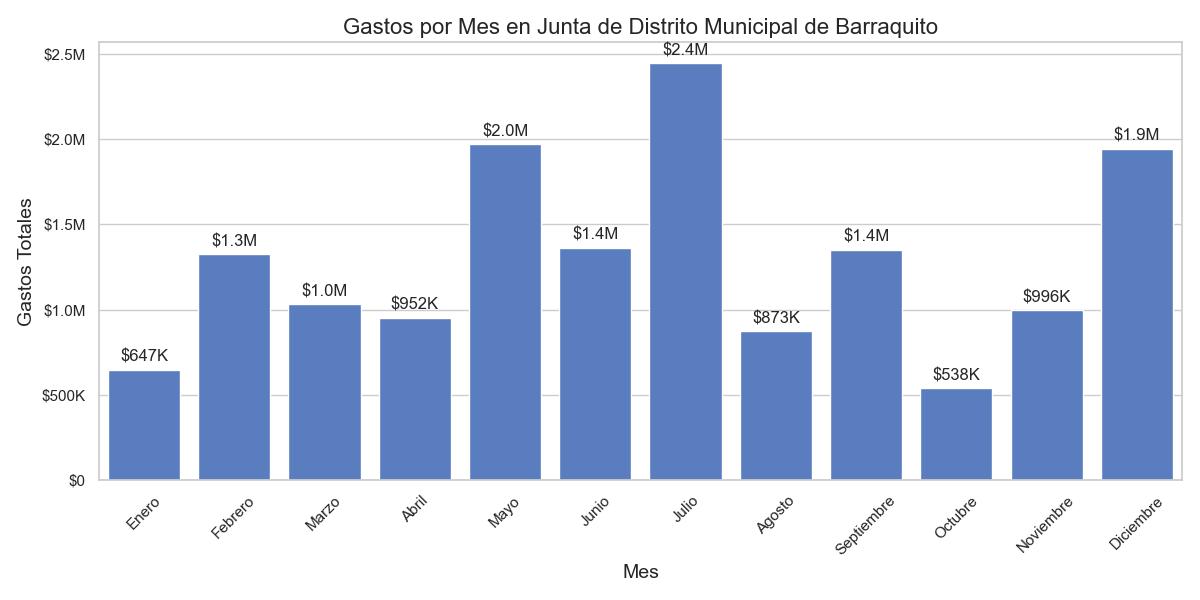 Gastos por Mes en Junta de Distrito Municipal de Barraquito
Gastos Totales
$2.5M
$2.0M
$1.5M
$1.0M
$500K
$0
$647K
$1.3M
$1.0M
$952K
$2.0M
$1.4M
$2.4M
$873K
$1.4M
$538K
$996K
$1.9M
Enero
Febrero
Marzo
Abril
Mayo
Junio
Julio
Agosto
Septiembre
Octubre
Noviembre
Diciembre
Mes